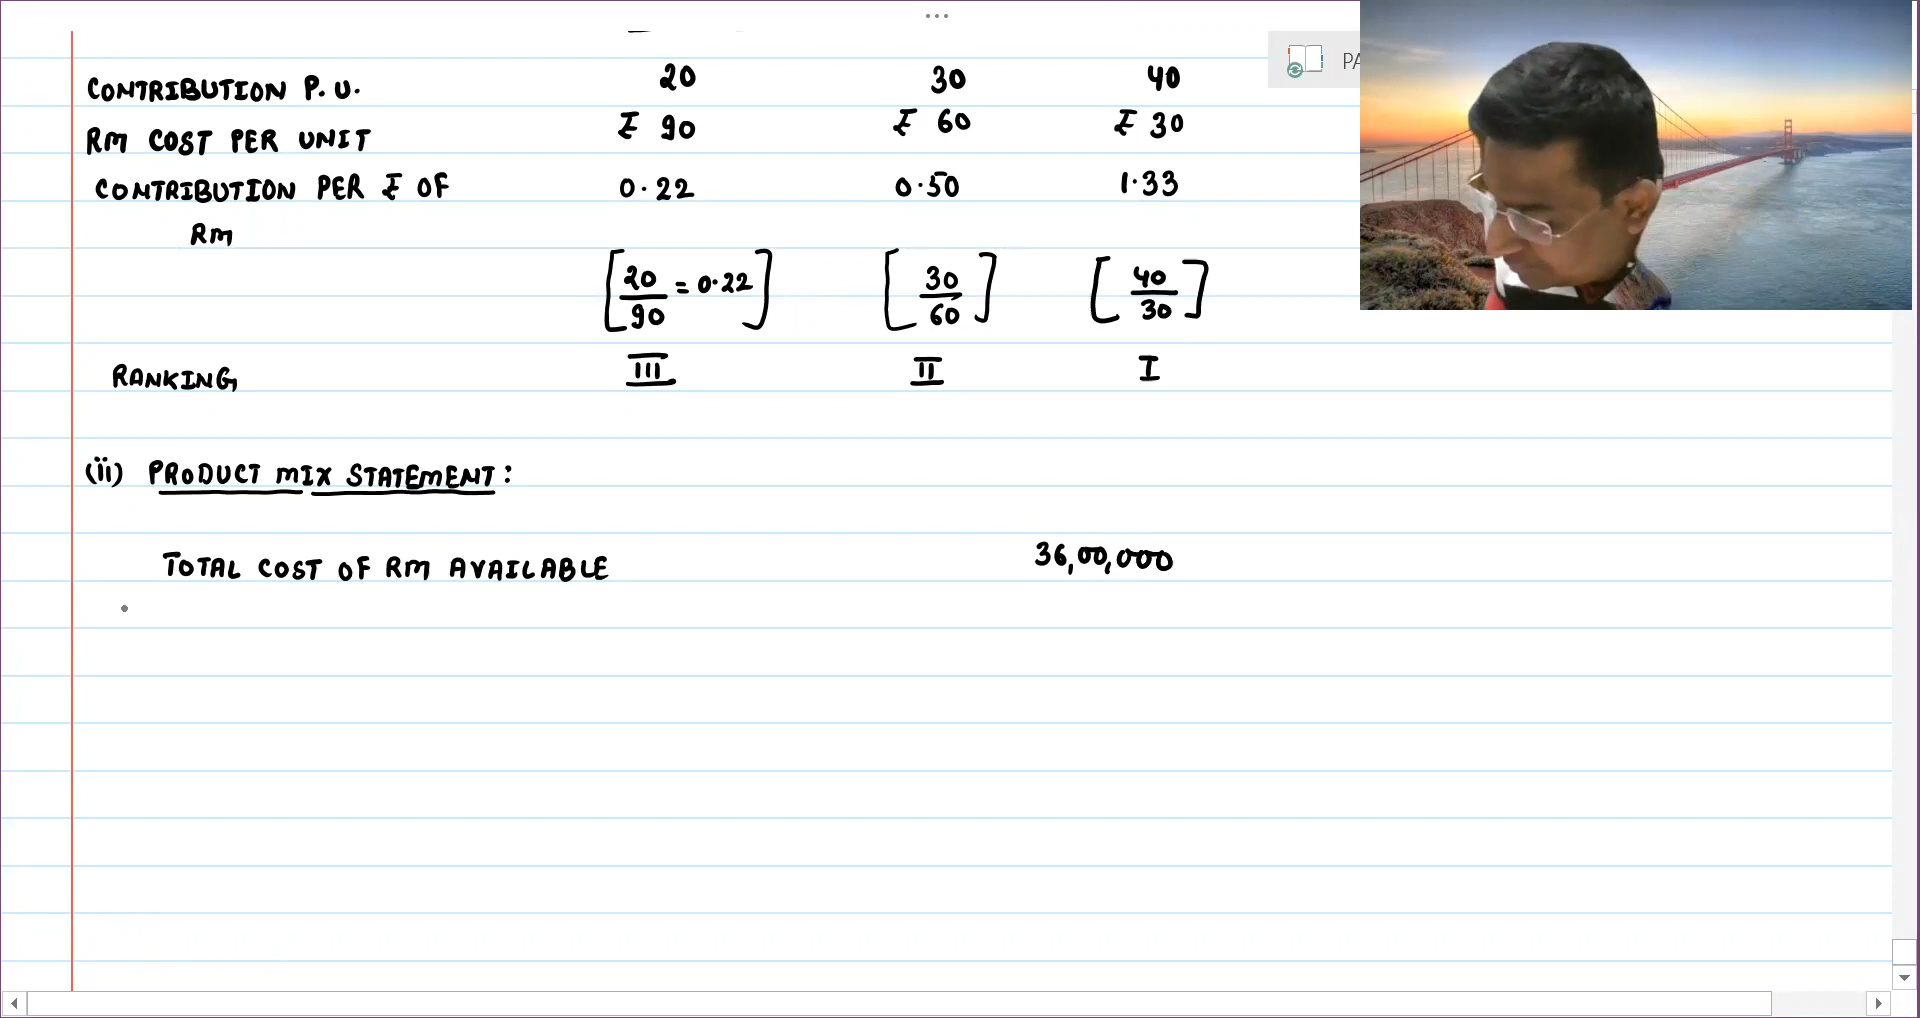 PA
CONTRIBUTION P.U. 20 30 40
RM COST PER UNIT ₹ 90 ₹ 60 ₹ 30
CONTRIBUTION PER ₹ OF 0.22 0.50 1.33
RM
[20/90 = 0.22] [30/60] [40/30]
RANKING III II I
(ii) PRODUCT MIX STATEMENT:
TOTAL COST OF RM AVAILABLE 36,00,000